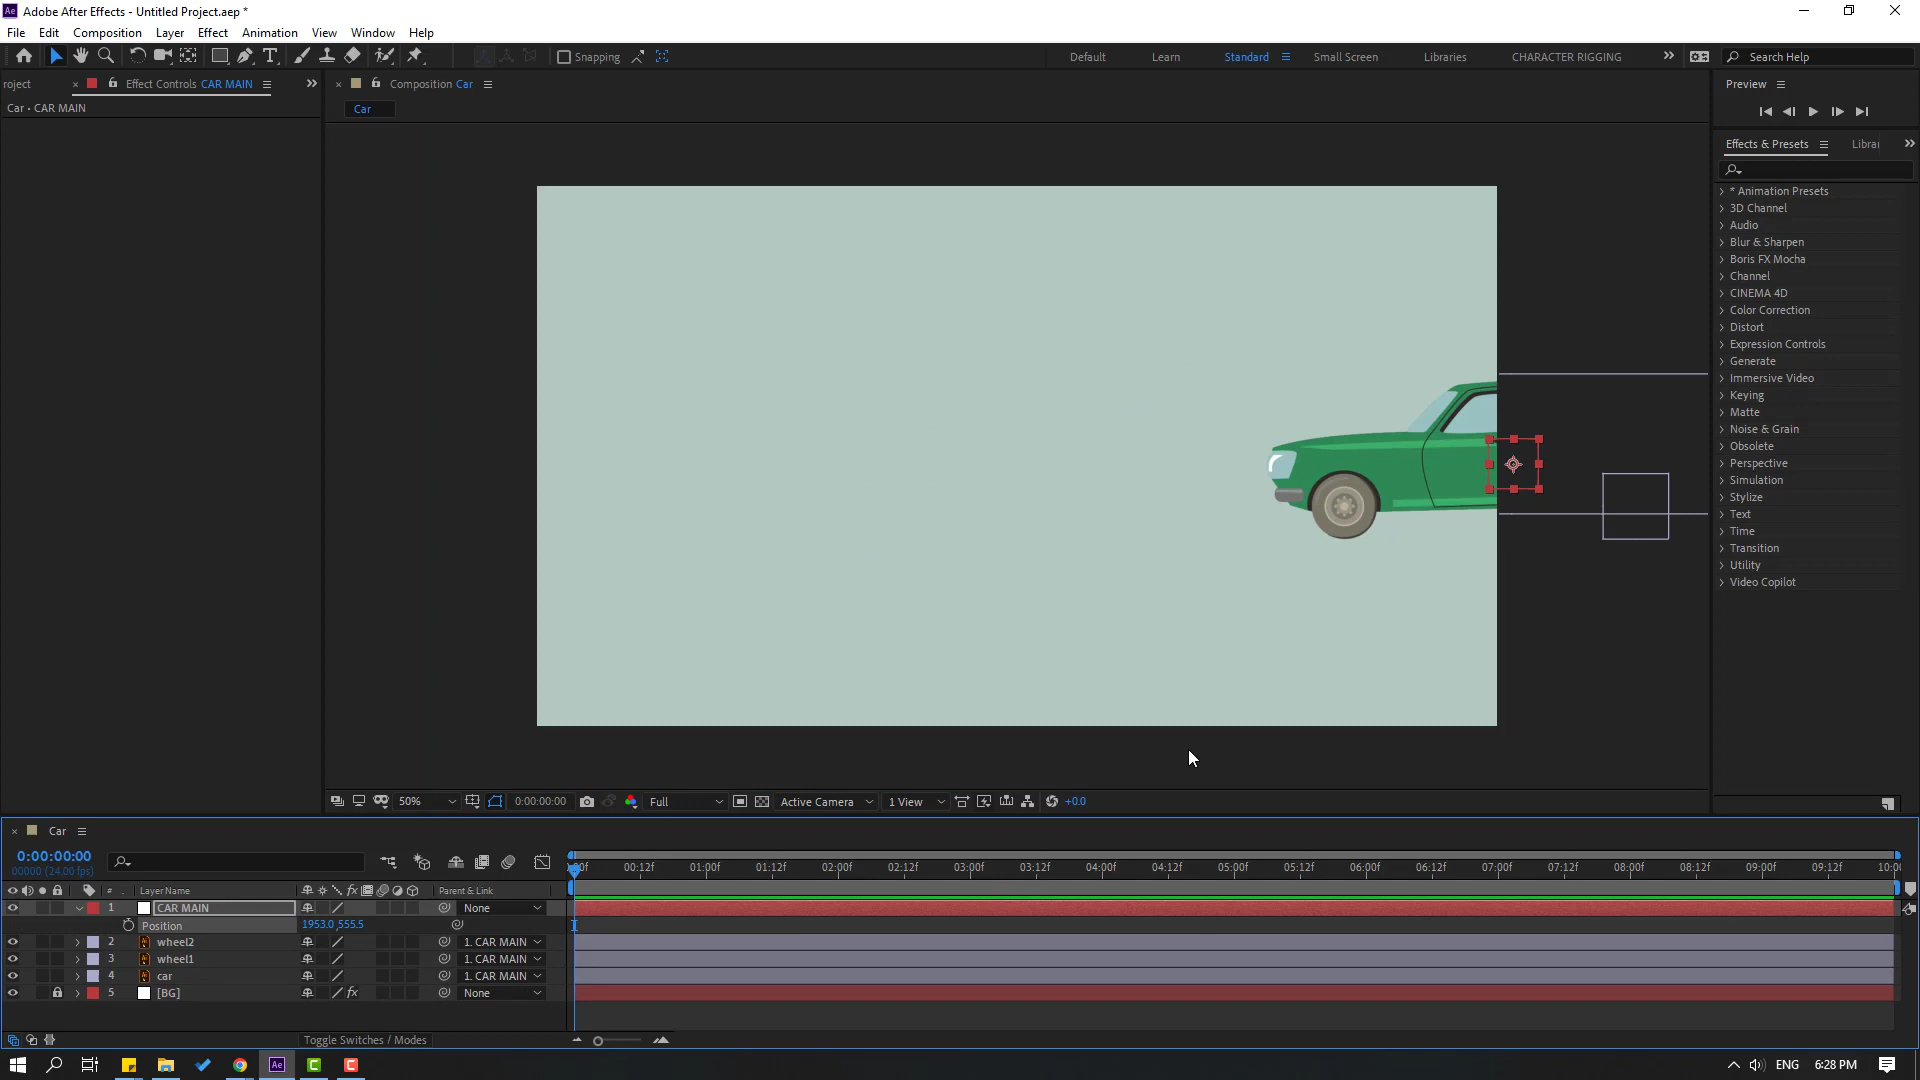 Adobe After Effects - Untitled Project.aep *
File Edit Composition Layer Effect Animation View Window Help
Snapping Default Learn Standard Small Screen Libraries CHARACTER RIGGING Search Help
roject Effect Controls CAR MAIN
Composition Car
Preview
Car • CAR MAIN
Car
Effects & Presets Librar
* Animation Presets
3D Channel
Audio
Blur & Sharpen
Boris FX Mocha
Channel
CINEMA 4D
Color Correction
Distort
Expression Controls
Generate
Immersive Video
Keying
Matte
Noise & Grain
Obsolete
Perspective
Simulation
Stylize
Text
Time
Transition
Utility
Video Copilot
50% 0:00:00:00 Full Active Camera 1 View +0.0
Car
0:00:00:00
00000 (24.00 fps)
:00f 00:12f 01:00f 01:12f 02:00f 02:12f 03:00f 03:12f 04:00f 04:12f 05:00f 05:12f 06:00f 06:12f 07:00f 07:12f 08:00f 08:12f 09:00f 09:12f 10:00
# Layer Name fx Parent & Link
1 CAR MAIN None
Position 1953.0,555.5
2 wheel2 1. CAR MAIN
3 wheel1 1. CAR MAIN
4 car 1. CAR MAIN
5 [BG] fx None
Toggle Switches / Modes
Ae ENG 6:28 PM